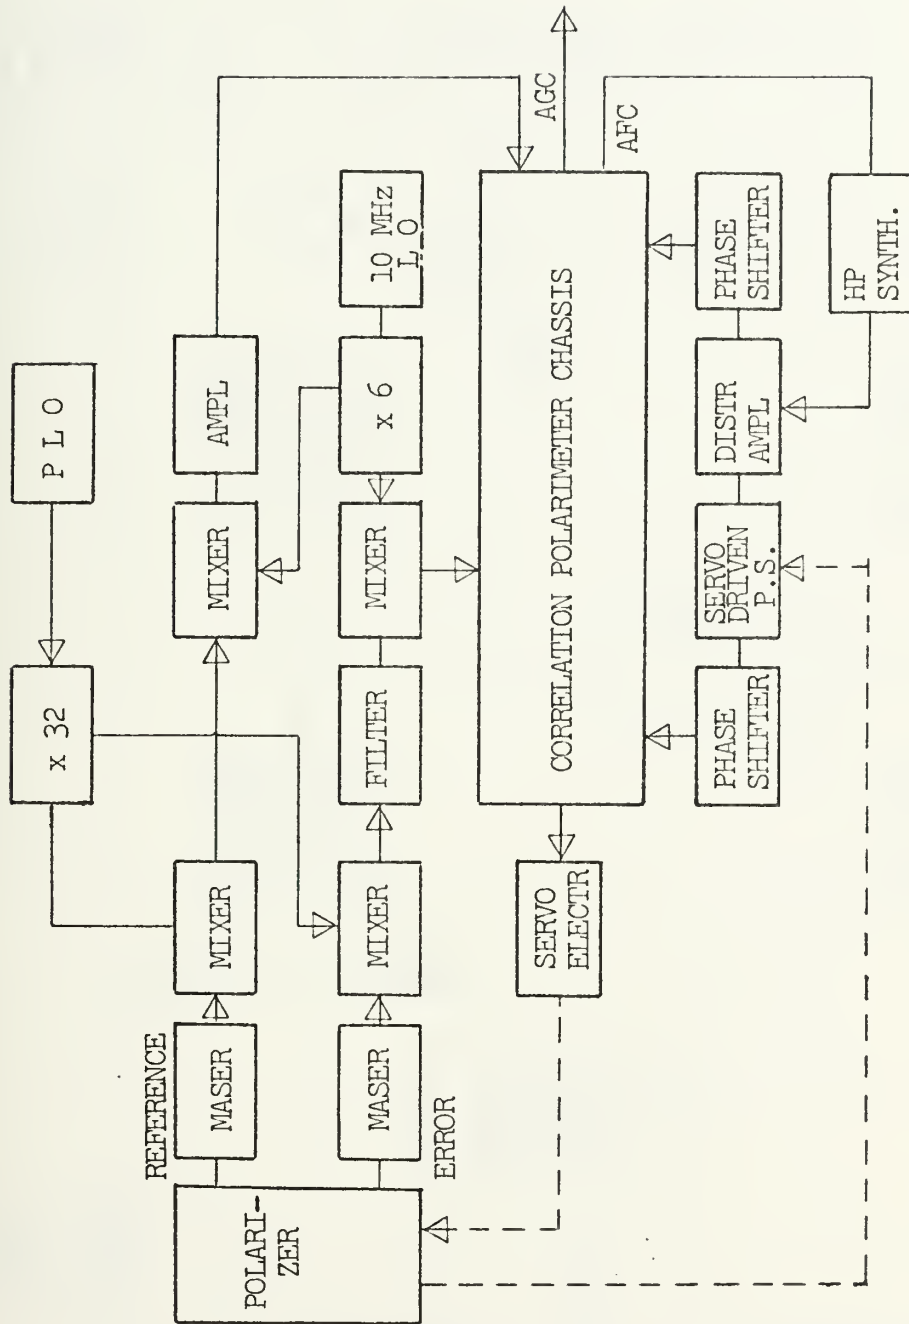 P L O
x 32
REFERENCE
MASER
MIXER
MIXER
AMPL
POLARI-
ZER
ERROR
MASER
MIXER
FILTER
MIXER
x 6
10 MHz
L O
SERVO
ELECTR
CORRELATION POLARIMETER CHASSIS
AGC
AFC
PHASE
SHIFTER
SERVO
DRIVEN
P.S.
DISTR
AMPL
PHASE
SHIFTER
HP
SYNTH.